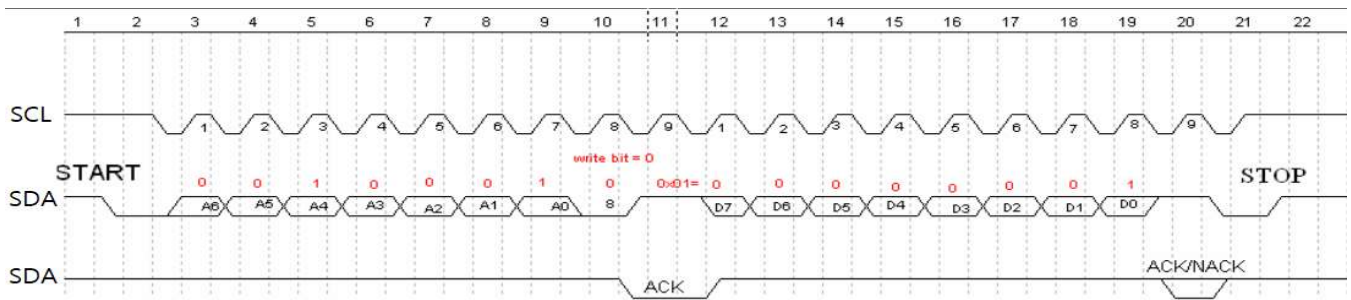 1 2 3 4 5 6 7 8 9 10 11 12 13 14 15 16 17 18 19 20 21 22
SCL 1 2 3 4 5 6 7 8 9 1 2 3 4 5 6 7 8 9
write bit = 0
START STOP
0 0 1 0 0 0 1 0 0x01= 0 0 0 0 0 0 0 1
SDA A6 A5 A4 A3 A2 A1 A0 8 D7 D6 D5 D4 D3 D2 D1 D0
ACK/NACK
SDA ACK